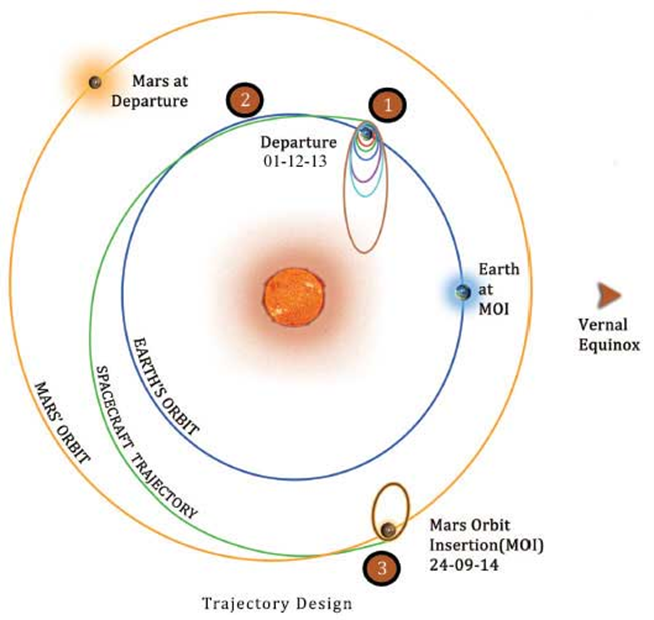 Mars at
Departure
2
1
Departure
01-12-13
Earth
at
MOI
Vernal
Equinox
EARTH'S ORBIT
SPACECRAFT TRAJECTORY
MARS' ORBIT
Mars Orbit
Insertion(MOI)
24-09-14
3
Trajectory Design